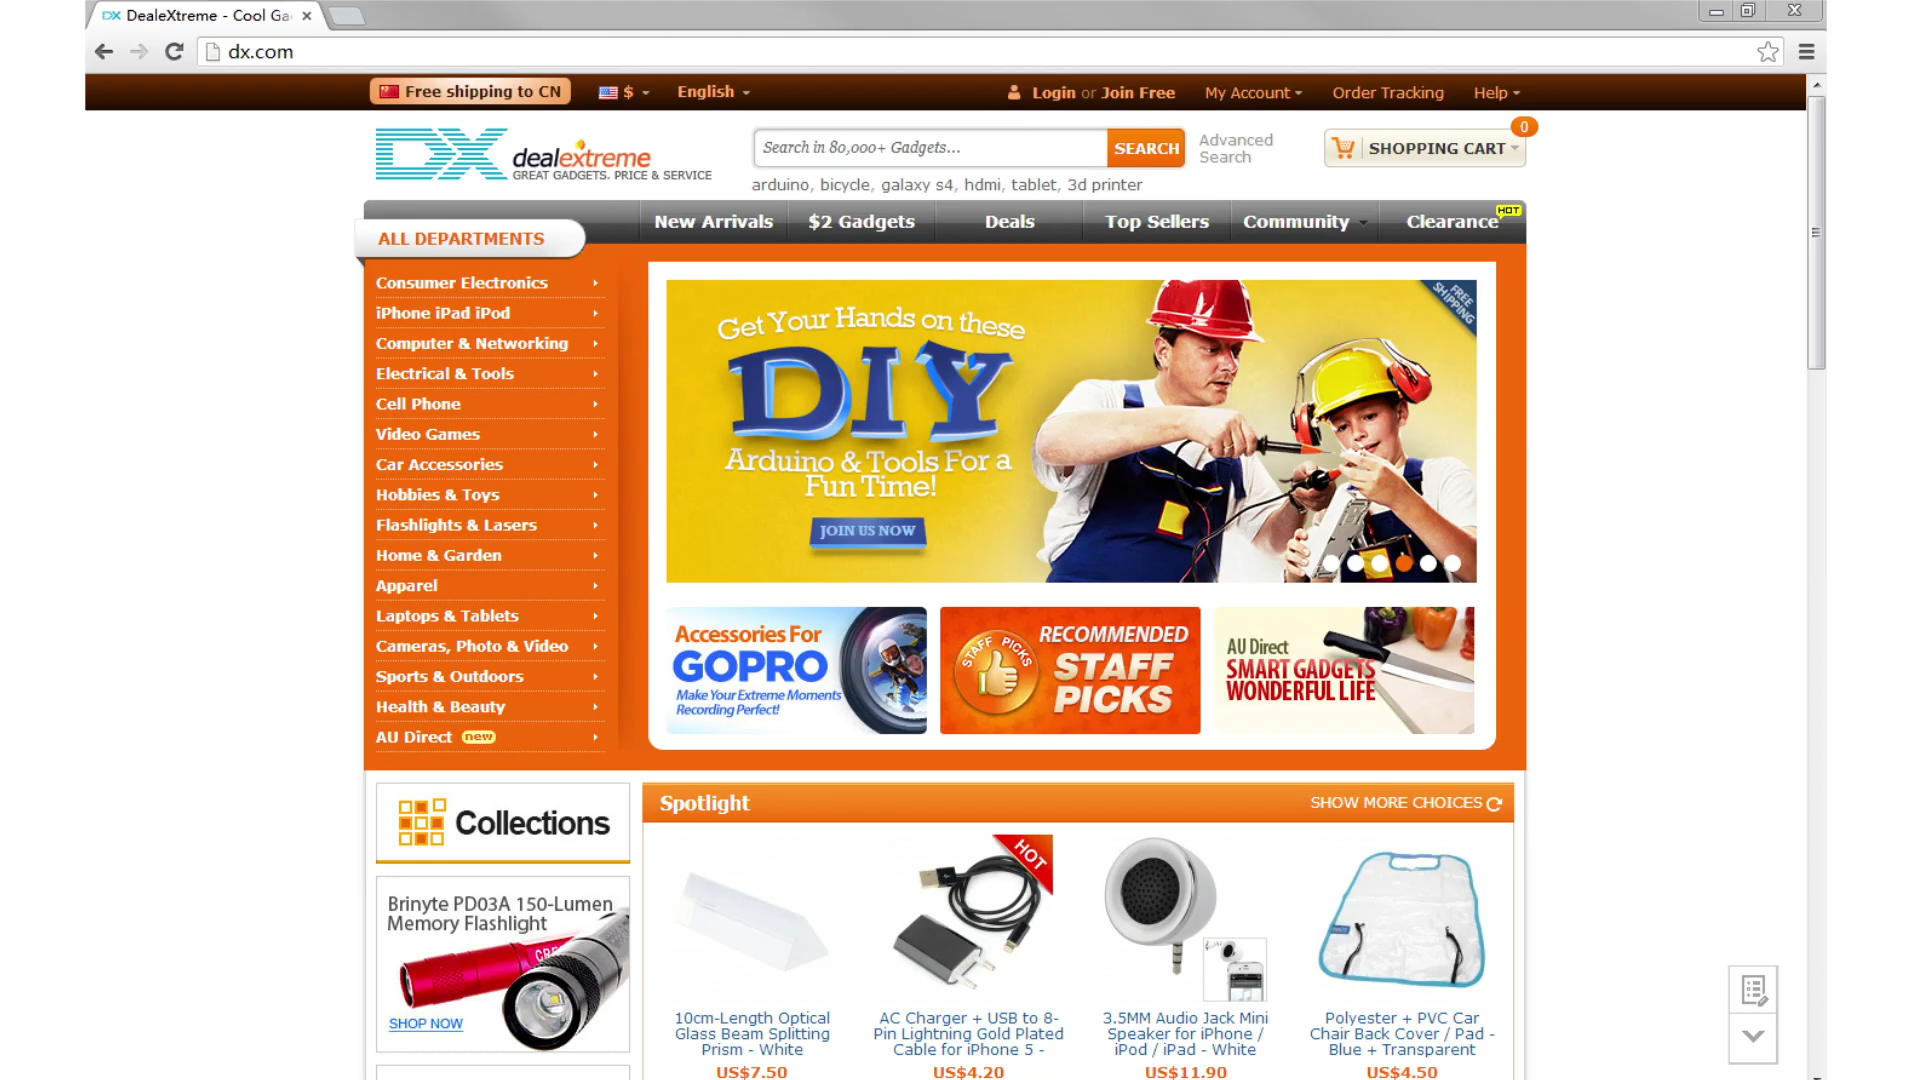 DX DealeXtreme - Cool Ga
dx.com
Free shipping to CN
$
English
Login or Join Free
My Account
Order Tracking
Help
DX
dealextreme
GREAT GADGETS. PRICE & SERVICE
Search in 80,000+ Gadgets...
SEARCH
Advanced
Search
0
SHOPPING CART
arduino, bicycle, galaxy s4, hdmi, tablet, 3d printer
New Arrivals
$2 Gadgets
Deals
Top Sellers
Community
Clearance
HOT
ALL DEPARTMENTS
Consumer Electronics
iPhone iPad iPod
Computer & Networking
Electrical & Tools
Cell Phone
Video Games
Car Accessories
Hobbies & Toys
Flashlights & Lasers
Home & Garden
Apparel
Laptops & Tablets
Cameras, Photo & Video
Sports & Outdoors
Health & Beauty
AU Direct new
Get Your Hands on these
DIY
Arduino & Tools For a
Fun Time!
JOIN US NOW
FREE
SHIPPING
Accessories For
GOPRO
Make Your Extreme Moments
Recording Perfect!
STAFF PICKS
RECOMMENDED
STAFF
PICKS
AU Direct
SMART GADGETS
WONDERFUL LIFE
Collections
Brinyte PD03A 150-Lumen
Memory Flashlight
SHOP NOW
Spotlight
SHOW MORE CHOICES
HOT
10cm-Length Optical
Glass Beam Splitting
Prism - White
US$7.50
AC Charger + USB to 8-
Pin Lightning Gold Plated
Cable for iPhone 5 -
US$4.20
3.5MM Audio Jack Mini
Speaker for iPhone /
iPod / iPad - White
US$11.90
Polyester + PVC Car
Chair Back Cover / Pad -
Blue + Transparent
US$4.50